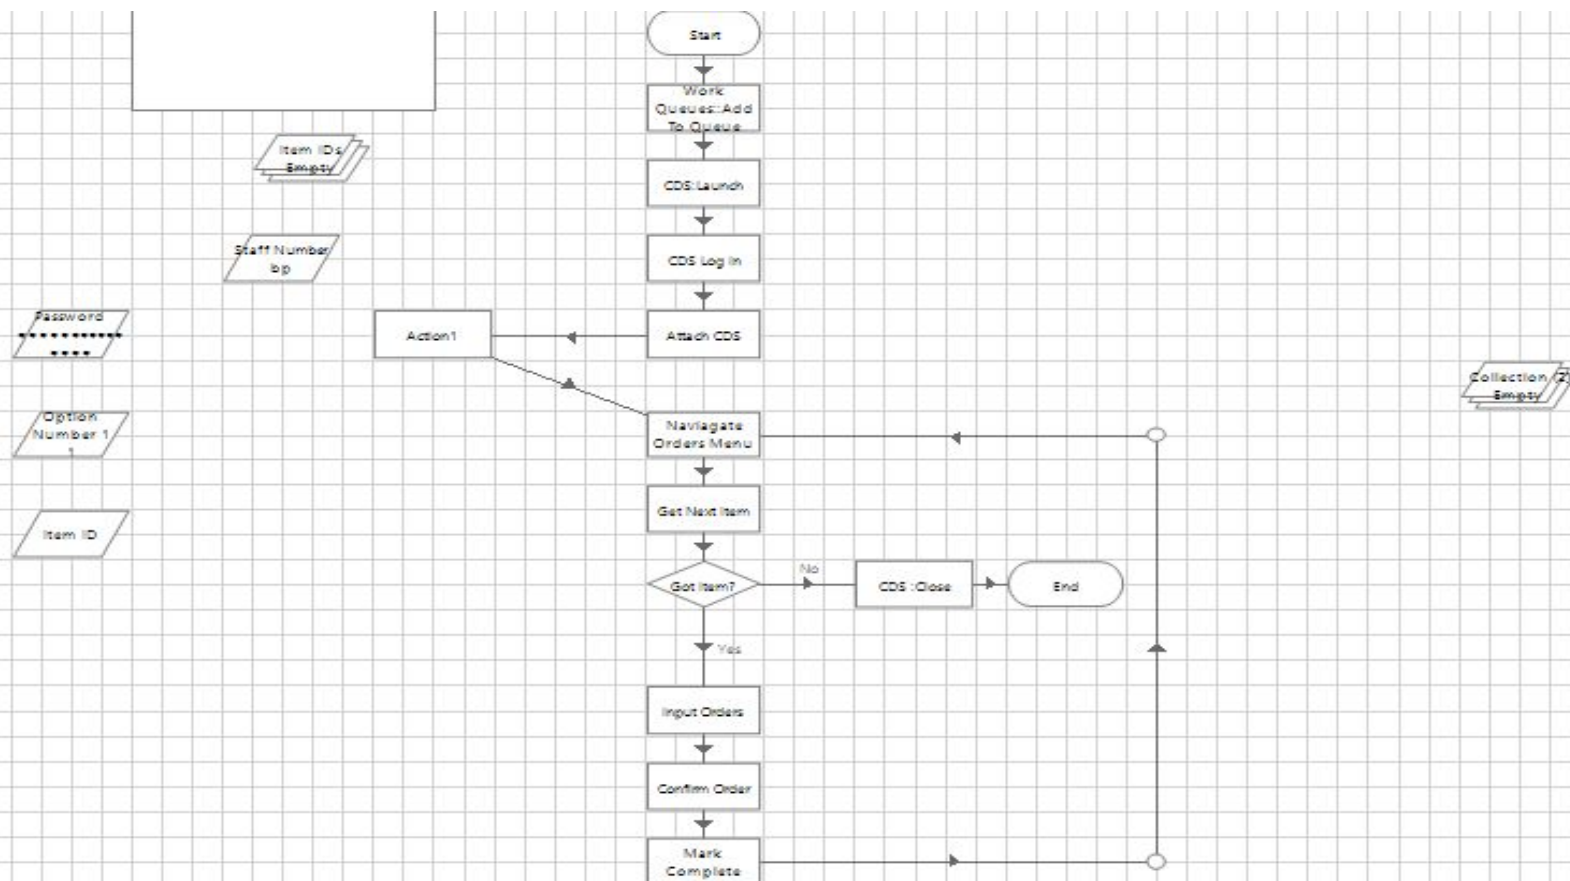 Start
Work
Queues::Add
To Queue
Item IDs
Empty
CDS::Launch
Staff Number
bp
CDS Log In
Password
••••••••••
••••
Action1
Attach CDS
Collection (2)
Empty
Option
Number 1
1
Naviagate
Orders Menu
Get Next Item
Item ID
Got Item?
No
CDS ::Close
End
Yes
Input Orders
Confirm Order
Mark
Complete